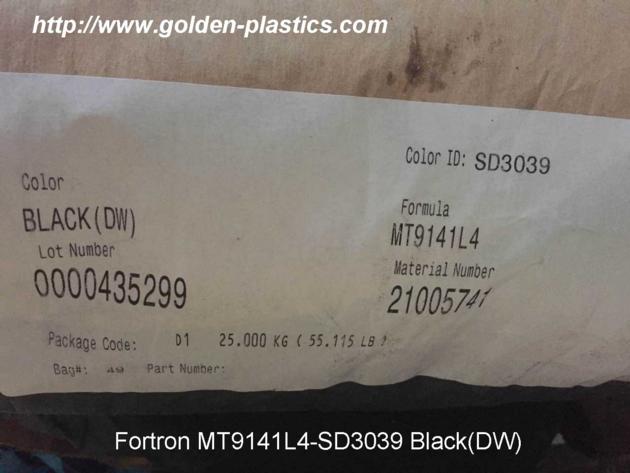 http://www.golden-plastics.com
Color ID: SD3039
Color
BLACK(DW)
Formula
MT9141L4
Lot Number
0000435299
Material Number
21005741
Package Code: D1 25.000 KG ( 55.115 LB )
Bag#: 49 Part Number:
Fortron MT9141L4-SD3039 Black(DW)